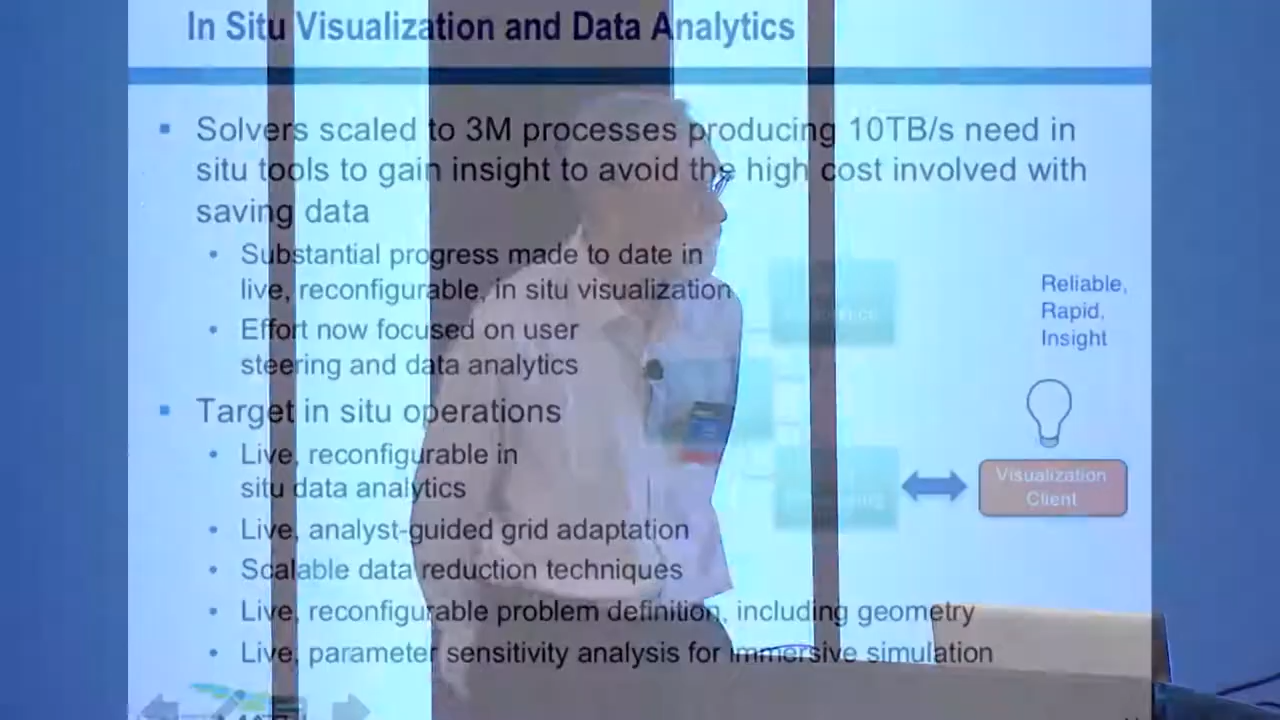 In Situ Visualization and Data Analytics
Solvers scaled to 3M processes producing 10TB/s need in
situ tools to gain insight to avoid the high cost involved with
saving data
Substantial progress made to date in
live, reconfigurable, in situ visualization
Effort now focused on user
steering and data analytics
Target in situ operations
Live, reconfigurable in
situ data analytics
Live, analyst-guided grid adaptation
Scalable data reduction techniques
Live, reconfigurable problem definition, including geometry
Live, parameter sensitivity analysis for immersive simulation
Reliable,
Rapid,
Insight
Visualization
Client